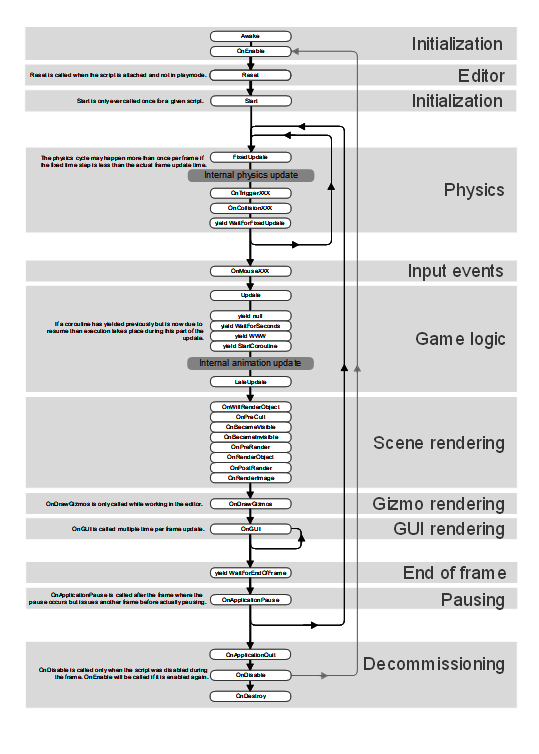 Awake
OnEnable
Initialization
Reset is called when the script is attached and not in playmode.
Reset
Editor
Start is only ever called once for a given script.
Start
Initialization
The physics cycle may happen more than once per frame if
the fixed time step is less than the actual frame update time.
FixedUpdate
Internal physics update
OnTriggerXXX
OnCollisionXXX
yield WaitForFixedUpdate
Physics
OnMouseXXX
Input events
Update
If a coroutine has yielded previously but is now due to
resume then execution takes place during this part of the
update.
yield null
yield WaitForSeconds
yield WWW
yield StartCoroutine
Internal animation update
LateUpdate
Game logic
OnWillRenderObject
OnPreCull
OnBecameVisible
OnBecameInvisible
OnPreRender
OnRenderObject
OnPostRender
OnRenderImage
Scene rendering
OnDrawGizmos is only called while working in the editor.
OnDrawGizmos
Gizmo rendering
OnGUI is called multiple time per frame update.
OnGUI
GUI rendering
yield WaitForEndOfFrame
End of frame
OnApplicationPause is called after the frame where the
pause occurs but issues another frame before actually pausing.
OnApplicationPause
Pausing
OnApplicationQuit
OnDisable is called only when the script was disabled during
the frame. OnEnable will be called if it is enabled again.
OnDisable
OnDestroy
Decommissioning